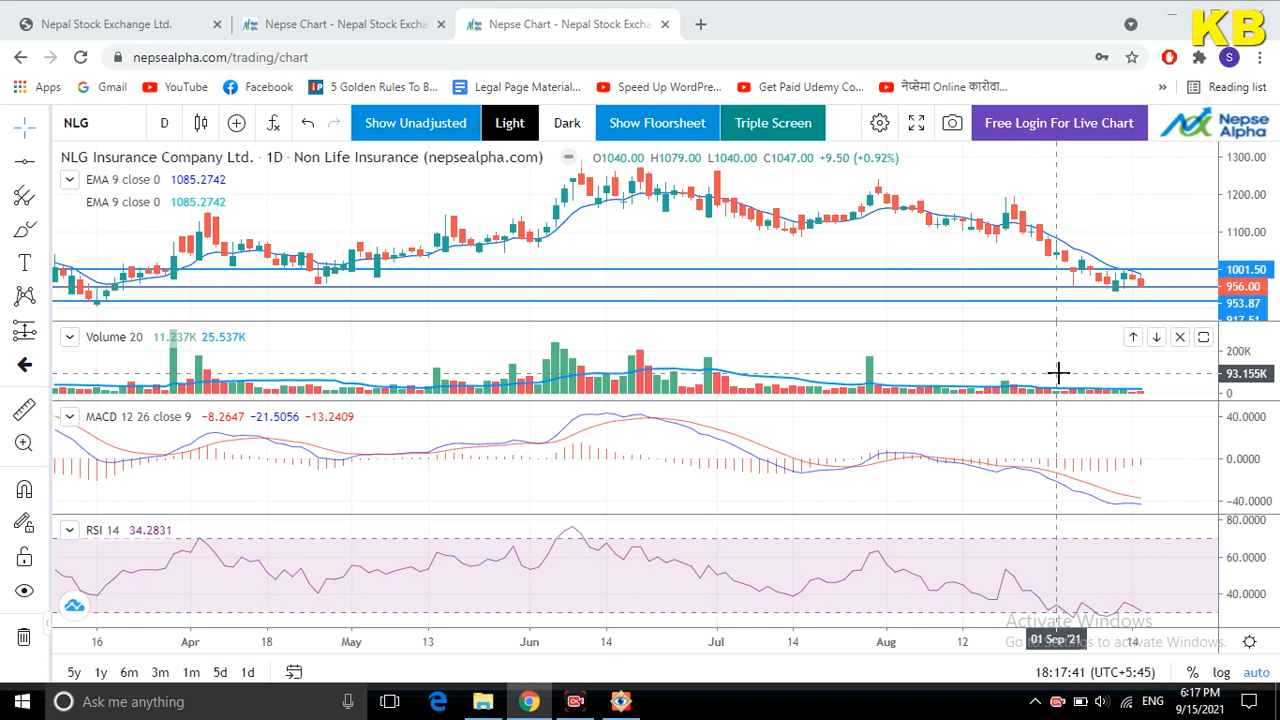 Nepal Stock Exchange Ltd.
Nepse Chart - Nepal Stock Excha
Nepse Chart - Nepal Stock Excha
KB
nepsealpha.com/trading/chart
S
Apps
Gmail
YouTube
Facebook
5 Golden Rules To B...
Legal Page Material...
Speed Up WordPre...
Get Paid Udemy Co...
नेप्सेमा Online कारोवा...
Reading list
NLG
D
Show Unadjusted
Light
Dark
Show Floorsheet
Triple Screen
Free Login For Live Chart
Nepse Alpha
NLG Insurance Company Ltd. · 1D · Non Life Insurance (nepsealpha.com)
O1040.00 H1079.00 L1040.00 C1047.00 +9.50 (+0.92%)
EMA 9 close 0 1085.2742
EMA 9 close 0 1085.2742
1300.00
1200.00
1100.00
1001.50
956.00
953.87
917.51
Volume 20 11.237K 25.537K
200K
93.155K
0
MACD 12 26 close 9 -8.2647 -21.5056 -13.2409
40.0000
0.0000
-40.0000
RSI 14 34.2831
80.0000
60.0000
40.0000
Activate Windows
Go to Settings to activate Windows.
16
Apr
18
May
13
Jun
14
Jul
14
Aug
12
01 Sep '21
14
5y 1y 6m 3m 1m 5d 1d
18:17:41 (UTC+5:45)
% log auto
Ask me anything
ENG
6:17 PM
9/15/2021